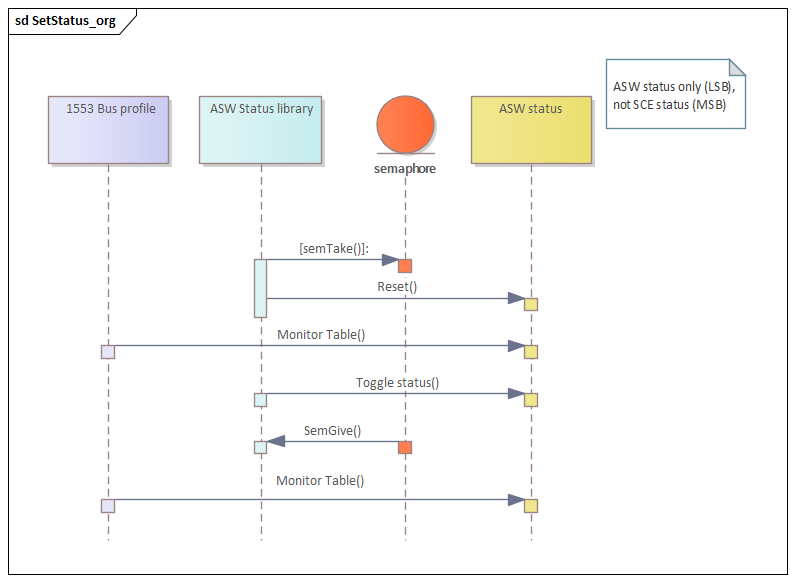 sd SetStatus_org
ASW status only (LSB),
not SCE status (MSB)
1553 Bus profile
ASW Status library
ASW status
semaphore
[semTake()]:
Reset()
Monitor Table()
Toggle status()
SemGive()
Monitor Table()